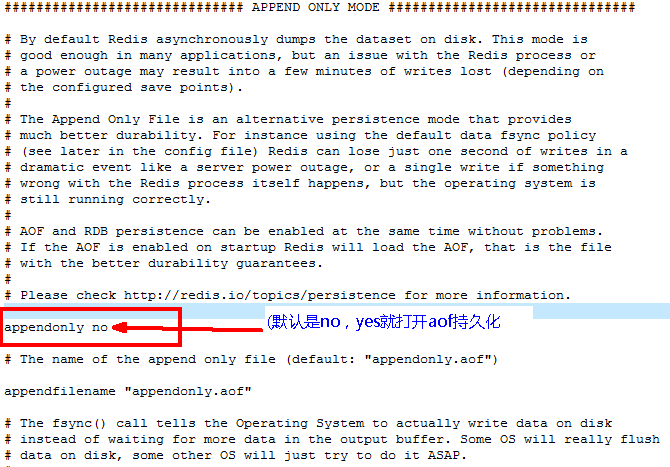 ############################## APPEND ONLY MODE ###############################
# By default Redis asynchronously dumps the dataset on disk. This mode is
# good enough in many applications, but an issue with the Redis process or
# a power outage may result into a few minutes of writes lost (depending on
# the configured save points).
#
# The Append Only File is an alternative persistence mode that provides
# much better durability. For instance using the default data fsync policy
# (see later in the config file) Redis can lose just one second of writes in a
# dramatic event like a server power outage, or a single write if something
# wrong with the Redis process itself happens, but the operating system is
# still running correctly.
#
# AOF and RDB persistence can be enabled at the same time without problems.
# If the AOF is enabled on startup Redis will load the AOF, that is the file
# with the better durability guarantees.
#
# Please check http://redis.io/topics/persistence for more information.
(默认是no，yes就打开aof持久化
appendonly no
# The name of the append only file (default: "appendonly.aof")
appendfilename "appendonly.aof"
# The fsync() call tells the Operating System to actually write data on disk
# instead of waiting for more data in the output buffer. Some OS will really flush
# data on disk, some other OS will just try to do it ASAP.